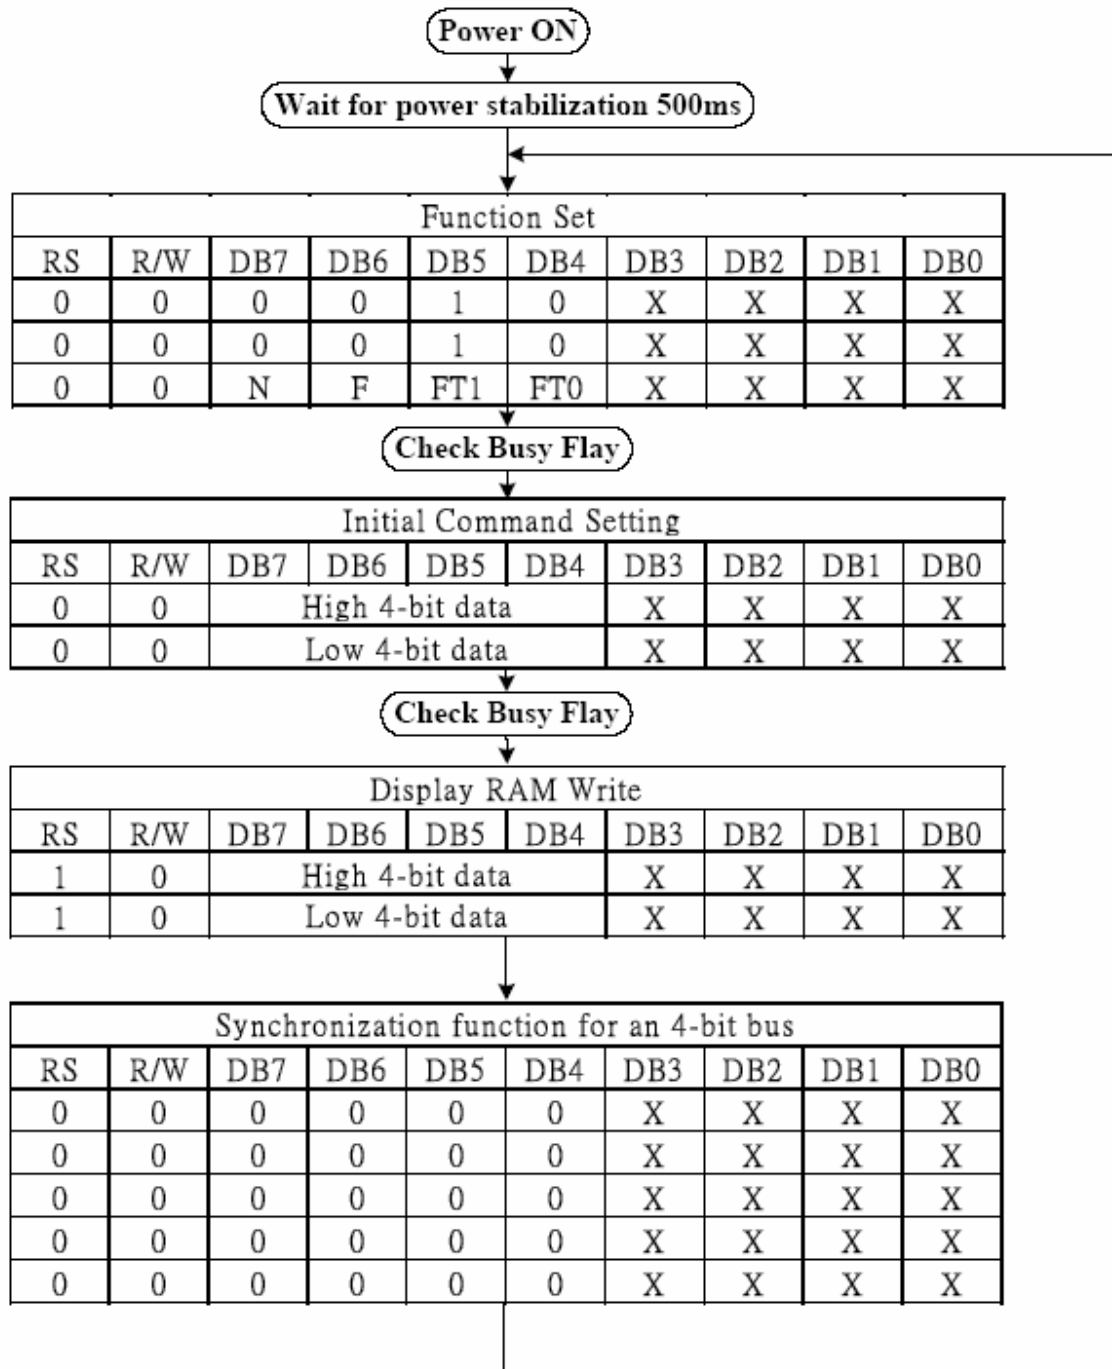 Power ON
Wait for power stabilization 500ms
Function Set
RS R/W DB7 DB6 DB5 DB4 DB3 DB2 DB1 DB0
0 0 0 0 1 0 X X X X
0 0 0 0 1 0 X X X X
0 0 N F FT1 FT0 X X X X
Check Busy Flay
Initial Command Setting
RS R/W DB7 DB6 DB5 DB4 DB3 DB2 DB1 DB0
0 0 High 4-bit data X X X X
0 0 Low 4-bit data X X X X
Check Busy Flay
Display RAM Write
RS R/W DB7 DB6 DB5 DB4 DB3 DB2 DB1 DB0
1 0 High 4-bit data X X X X
1 0 Low 4-bit data X X X X
Synchronization function for an 4-bit bus
RS R/W DB7 DB6 DB5 DB4 DB3 DB2 DB1 DB0
0 0 0 0 0 0 X X X X
0 0 0 0 0 0 X X X X
0 0 0 0 0 0 X X X X
0 0 0 0 0 0 X X X X
0 0 0 0 0 0 X X X X